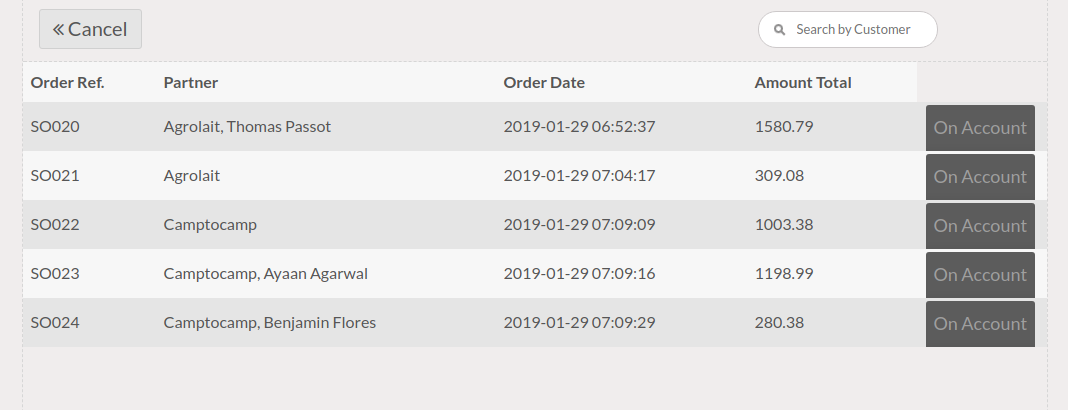 « Cancel
Search by Customer
Order Ref. Partner Order Date Amount Total
SO020 Agrolait, Thomas Passot 2019-01-29 06:52:37 1580.79 On Account
SO021 Agrolait 2019-01-29 07:04:17 309.08 On Account
SO022 Camptocamp 2019-01-29 07:09:09 1003.38 On Account
SO023 Camptocamp, Ayaan Agarwal 2019-01-29 07:09:16 1198.99 On Account
SO024 Camptocamp, Benjamin Flores 2019-01-29 07:09:29 280.38 On Account